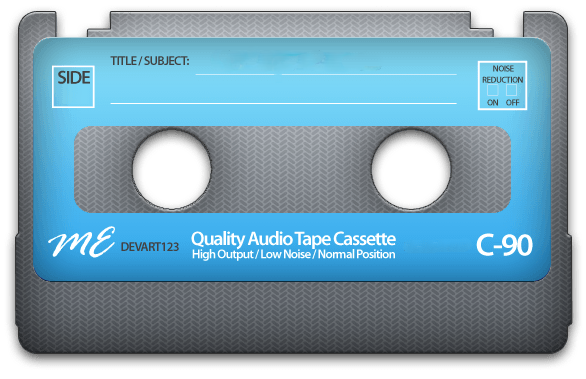 TITLE / SUBJECT:
SIDE
NOISE
REDUCTION
ON OFF
ME DEVART123
Quality Audio Tape Cassette
High Output / Low Noise / Normal Position
C-90